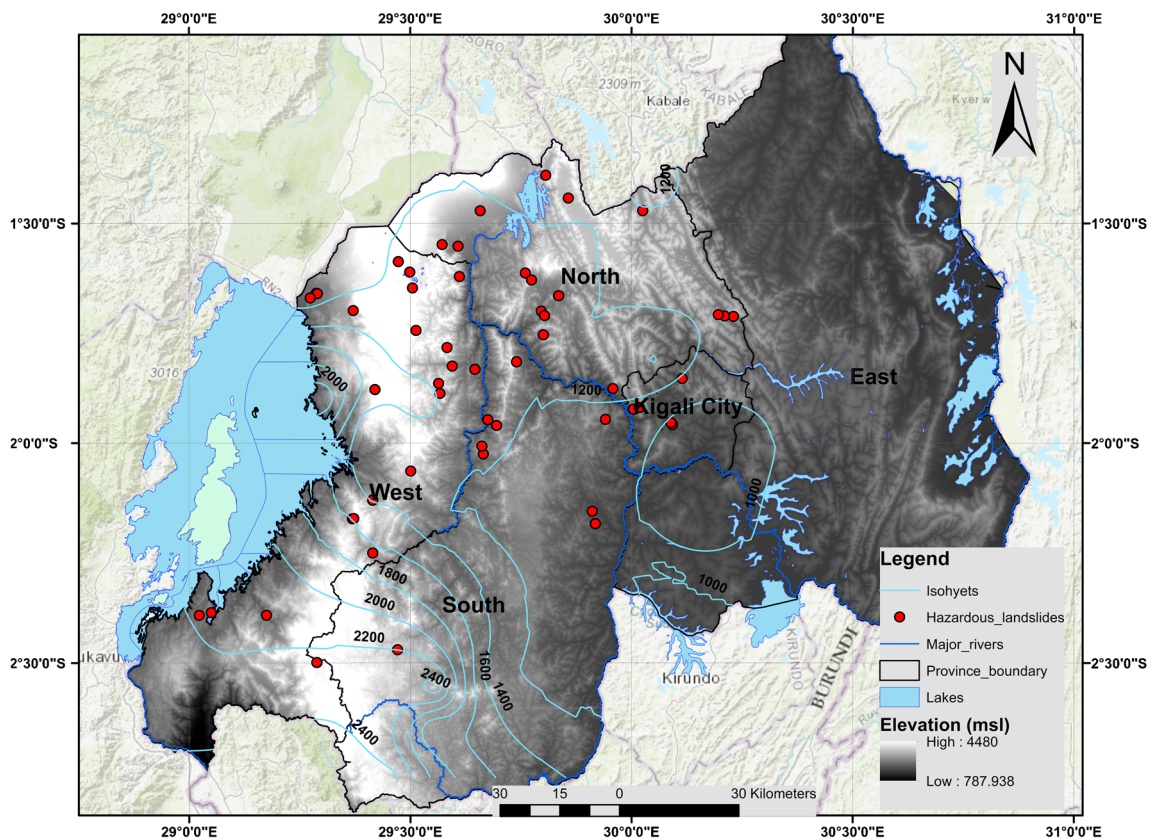 29°0'0"E 29°30'0"E 30°0'0"E 30°30'0"E 31°0'0"E
2309 m
Kabale
KABALE
N
1200
1°30'0"S 1°30'0"S
North
RN2
3016
2000
East
1200
Kigali City
2°0'0"S 2°0'0"S
West
1000
1800
1000
2000
South
2200
1600
2400
1400
2°30'0"S 2°30'0"S
ukavu
Kirundo
KIRUNDO
BURUNDI
2400
Legend
Isohyets
Hazardous_landslides
Major_rivers
Province_boundary
Lakes
Elevation (msl)
High : 4480
Low : 787.938
30 15 0 30 Kilometers
29°0'0"E 29°30'0"E 30°0'0"E 30°30'0"E 31°0'0"E